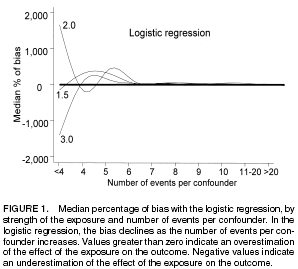 Logistic regression
2,000
1,000
0
-1,000
-2,000
Median % of bias
2.0
1.5
3.0
<4 4 5 6 7 8 9 10 11-20 >20
Number of events per confounder
FIGURE 1. Median percentage of bias with the logistic regression, by
strength of the exposure and number of events per confounder. In the
logistic regression, the bias declines as the number of events per con-
founder increases. Values greater than zero indicate an overestimation
of the effect of the exposure on the outcome. Negative values indicate
an underestimation of the effect of the exposure on the outcome.